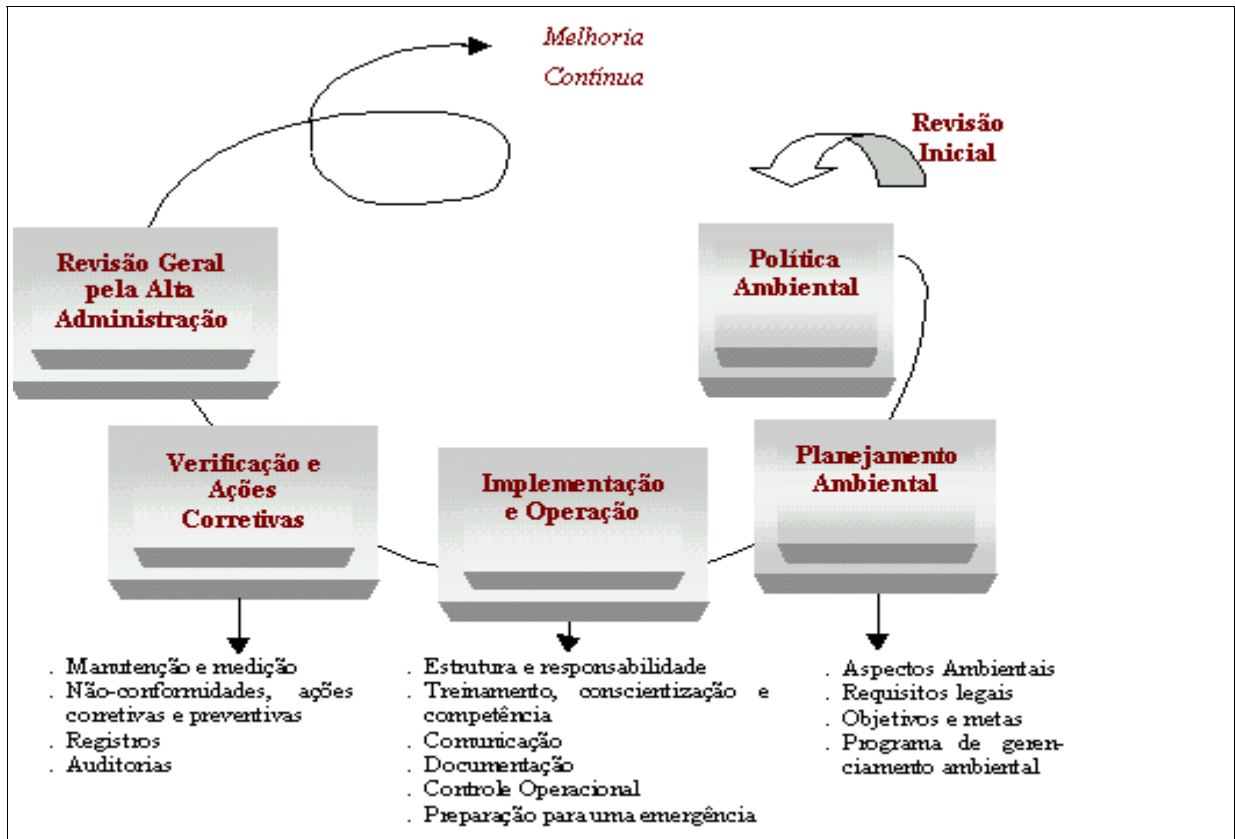 Melhoria
Contínua
Revisão
Inicial
Revisão Geral
pela Alta
Administração
Política
Ambiental
Verificação e
Ações
Corretivas
Implementação
e Operação
Planejamento
Ambiental
. Manutenção e medição
. Não-conformidades, ações
corretivas e preventivas
. Registros
. Auditorias
. Estrutura e responsabilidade
. Treinamento, conscientização e
competência
. Comunicação
. Documentação
. Controle Operacional
. Preparação para uma emergência
. Aspectos Ambientais
. Requisitos legais
. Objetivos e metas
. Programa de geren-
ciamento ambiental